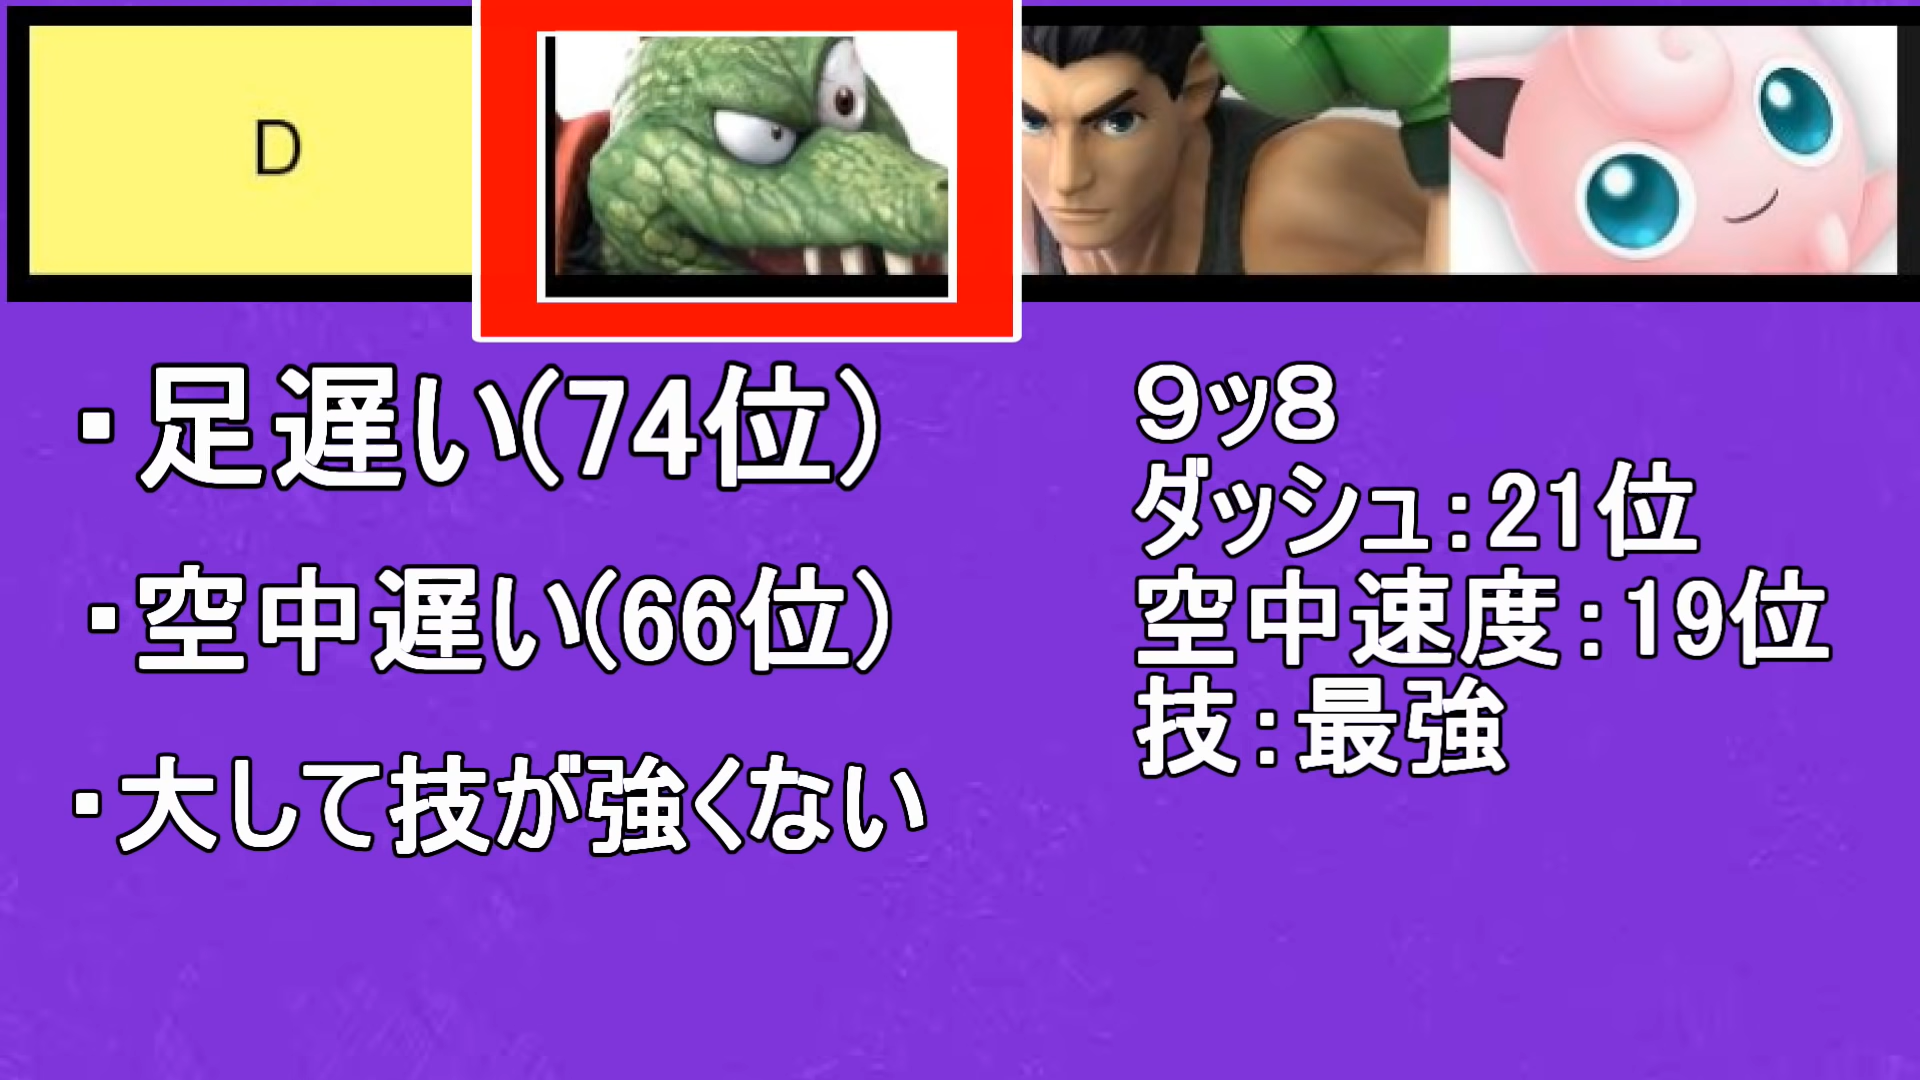 D
・足遅い(74位)
・空中遅い(66位)
・大して技が強くない
９ッ８
ダッシュ：21位
空中速度：19位
技：最強